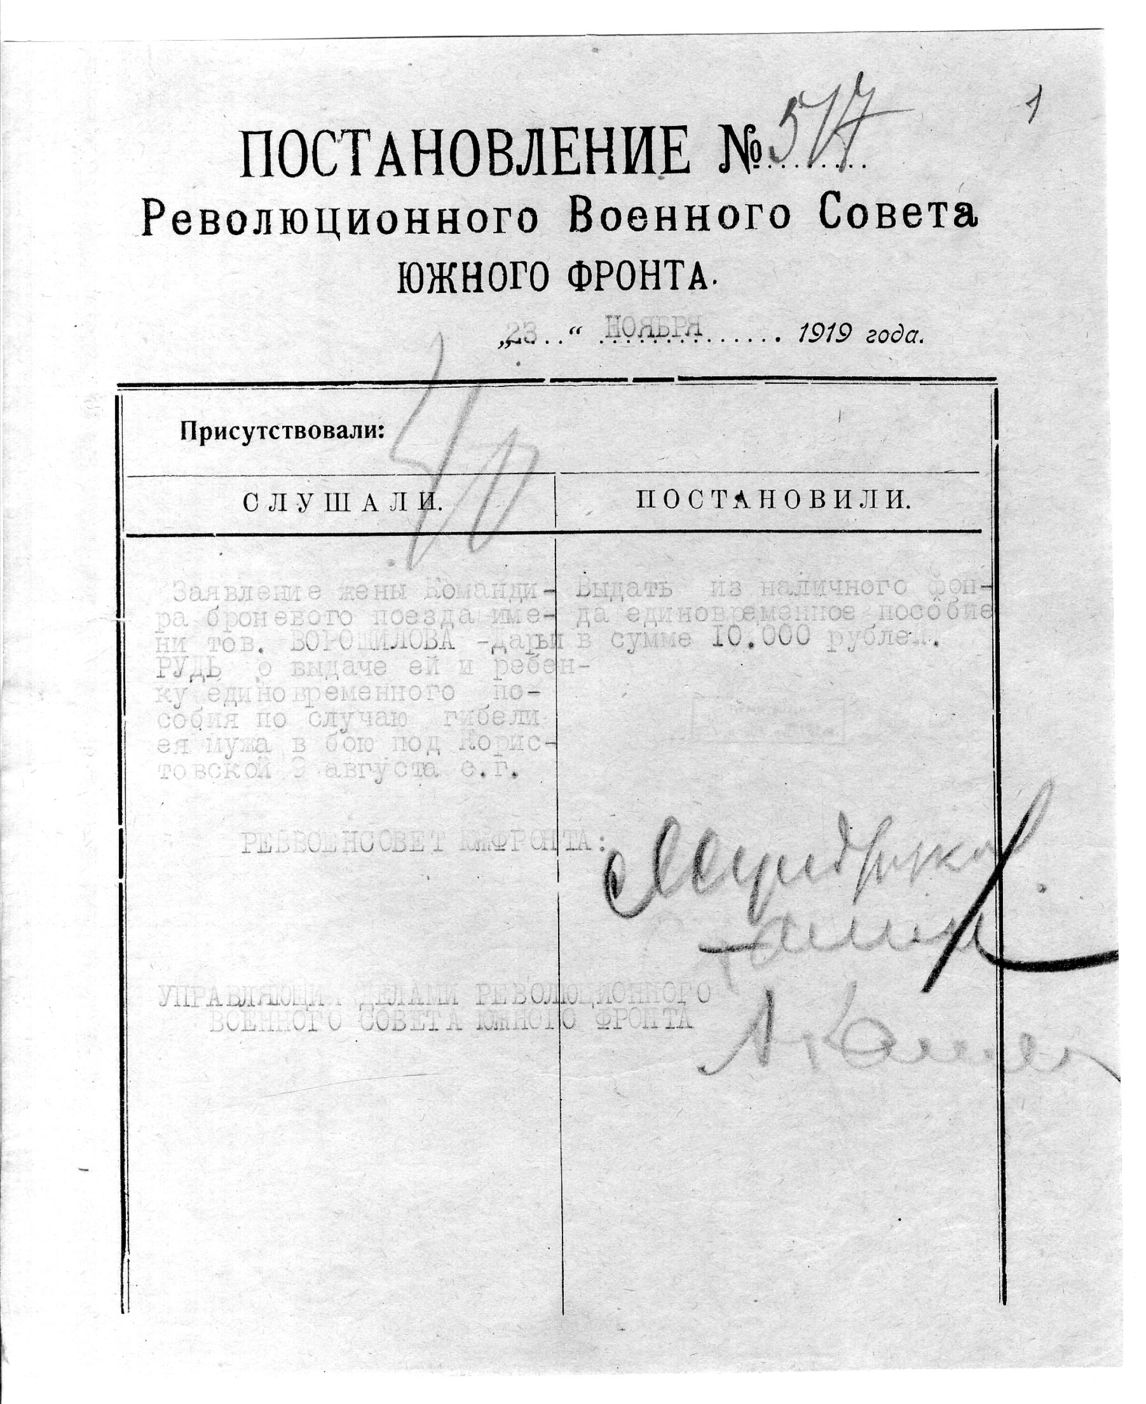 1
ПОСТАНОВЛЕНИЕ № 517
Революционного Военного Совета
ЮЖНОГО ФРОНТА.
„23“ НОЯБРЯ 1919 года.
Присутствовали:
СЛУШАЛИ.
Заявление жены Команди-
ра броневого поезда име-
ни тов. ВОРОШИЛОВА -Дарьи
РУДЬ о выдаче ей и ребен-
ку единовременного по-
собия по случаю гибели
ея мужа в бою под Корис-
товской 9 августа с.г.
ПОСТАНОВИЛИ.
Выдать из наличного фон-
да единовременное пособие
в сумме 10.000 рублей.
РЕВВОЕНСОВЕТ ЮЖФРОНТА:
УПРАВЛЯЮЩИЙ ДЕЛАМИ РЕВОЛЮЦИОННОГО
ВОЕННОГО СОВЕТА ЮЖНОГО ФРОНТА